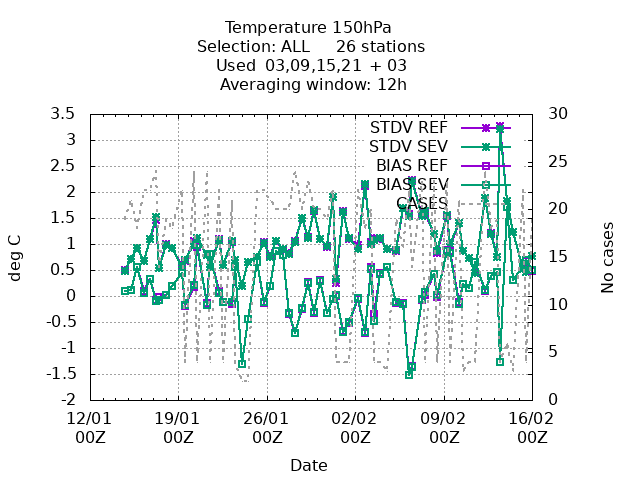 Temperature 150hPa
Selection: ALL 26 stations
Used 03,09,15,21 + 03
Averaging window: 12h
deg C
No cases
3.5
3
2.5
2
1.5
1
0.5
0
-0.5
-1
-1.5
-2
30
25
20
15
10
5
0
STDV REF
STDV SEV
BIAS REF
BIAS SEV
CASES
12/01 19/01 26/01 02/02 09/02 16/02
00Z 00Z 00Z 00Z 00Z 00Z
Date